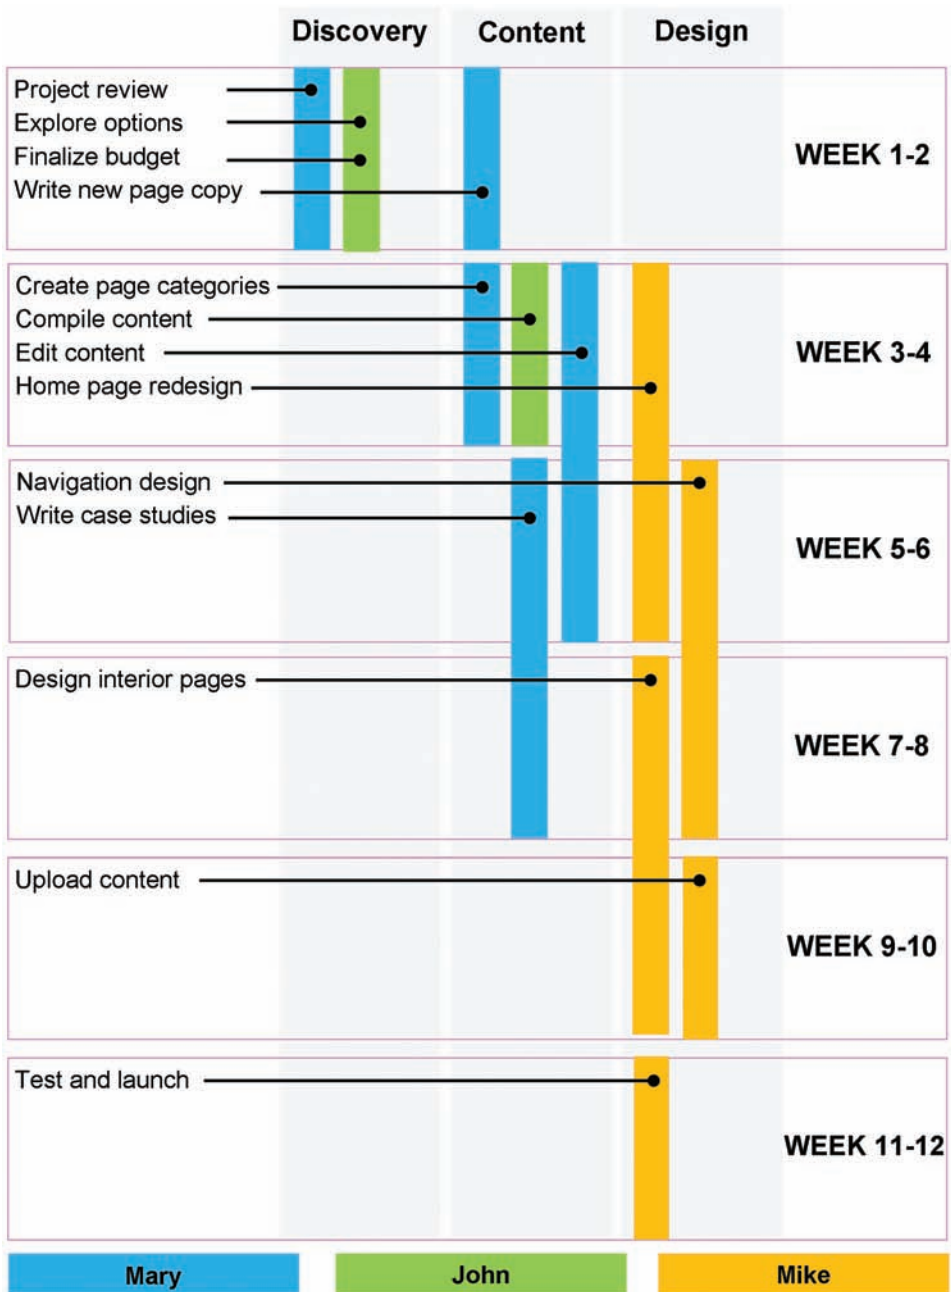 Discovery Content Design
Project review
Explore options
Finalize budget
Write new page copy
WEEK 1-2
Create page categories
Compile content
Edit content
Home page redesign
WEEK 3-4
Navigation design
Write case studies
WEEK 5-6
Design interior pages
WEEK 7-8
Upload content
WEEK 9-10
Test and launch
WEEK 11-12
Mary John Mike